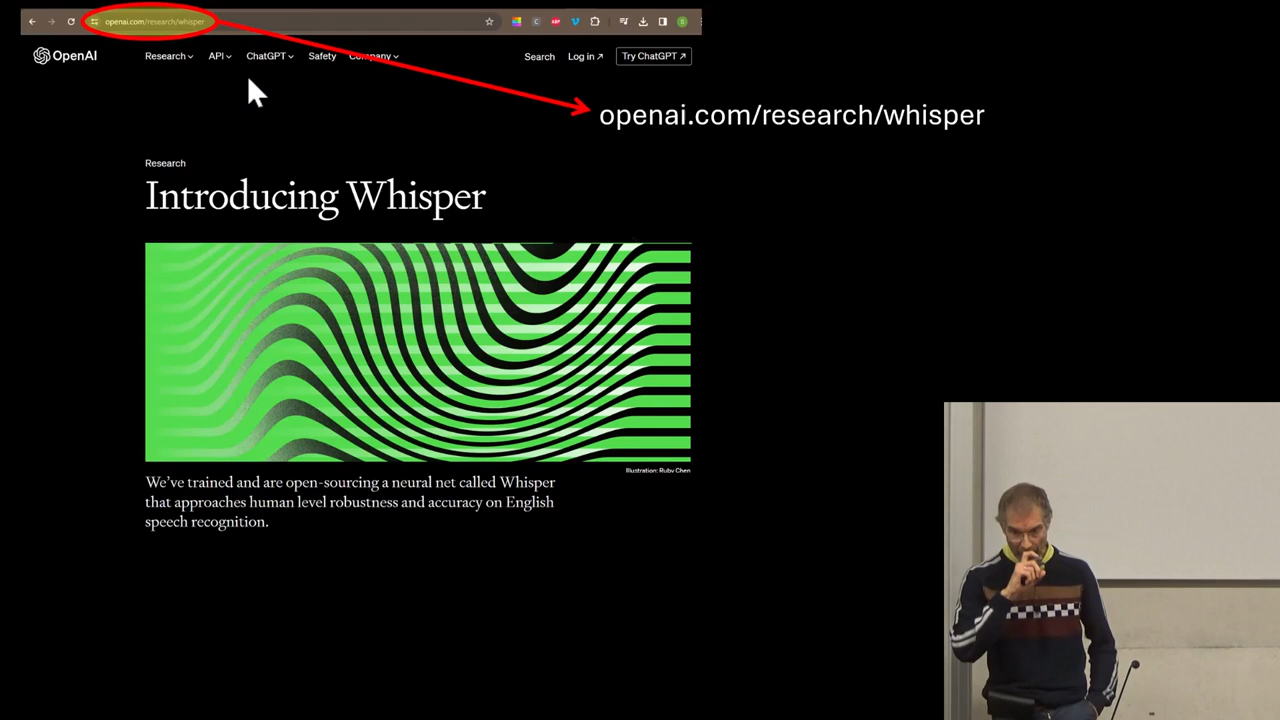 openai.com/research/whisper
OpenAI
Research API ChatGPT Safety Company
Search Log in ↗ Try ChatGPT ↗
openai.com/research/whisper
Research
Introducing Whisper
Illustration: Ruby Chen
We've trained and are open-sourcing a neural net called Whisper
that approaches human level robustness and accuracy on English
speech recognition.